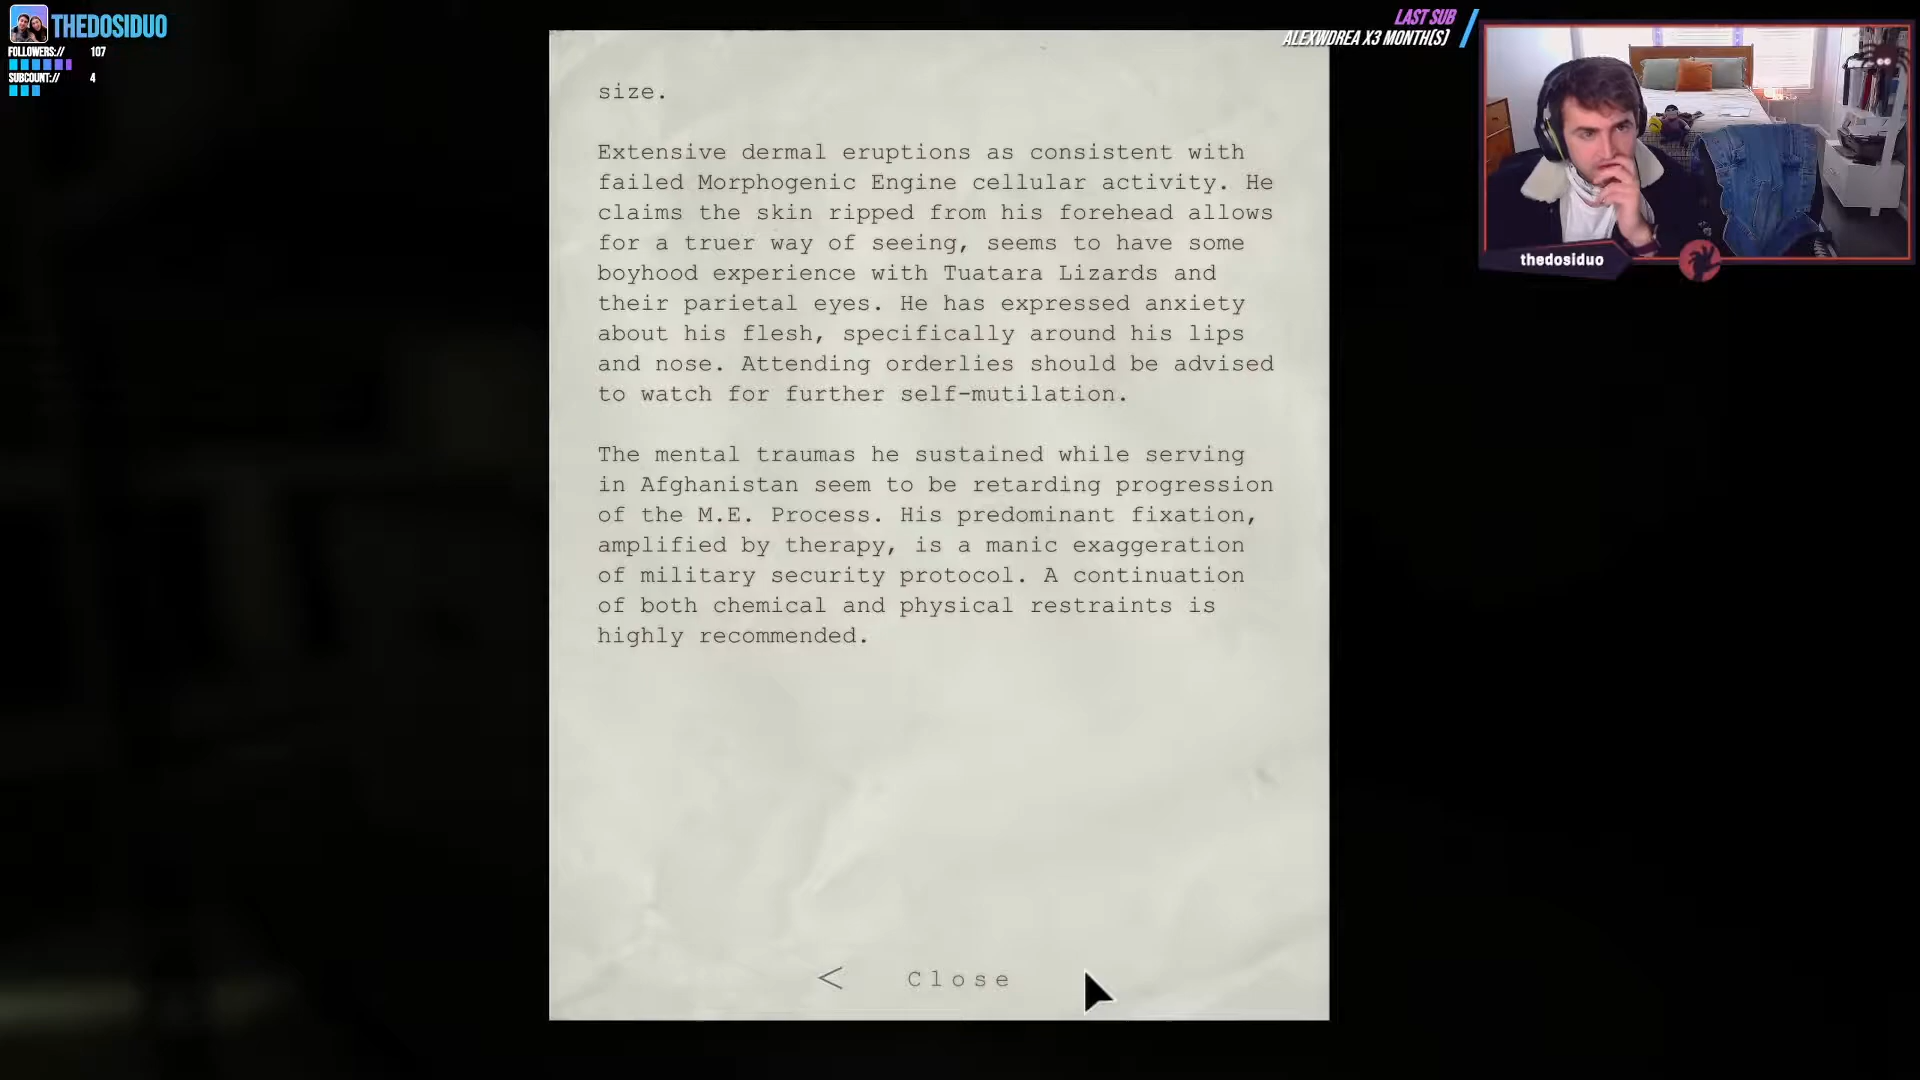 THEDOSIDUO
FOLLOWERS:// 107
SUBCOUNT:// 4
LAST SUB
ALEXWDREA X3 MONTH(S)
thedosiduo
size.
Extensive dermal eruptions as consistent with
failed Morphogenic Engine cellular activity. He
claims the skin ripped from his forehead allows
for a truer way of seeing, seems to have some
boyhood experience with Tuatara Lizards and
their parietal eyes. He has expressed anxiety
about his flesh, specifically around his lips
and nose. Attending orderlies should be advised
to watch for further self-mutilation.
The mental traumas he sustained while serving
in Afghanistan seem to be retarding progression
of the M.E. Process. His predominant fixation,
amplified by therapy, is a manic exaggeration
of military security protocol. A continuation
of both chemical and physical restraints is
highly recommended.
< Close